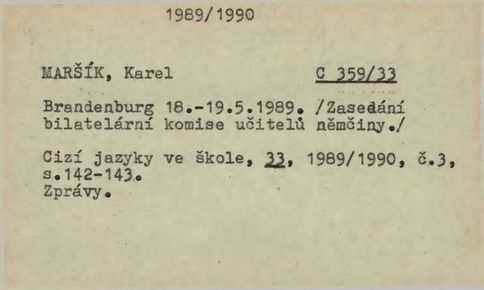 1989/1990
MARŠÍK, Karel C 359/33
Brandenburg 18.-19.5.1989. /Zasedání
bilatelární komise učitelů němčiny./
Cizí jazyky ve škole, 33, 1989/1990, č.3,
s.142-143.
Zprávy.